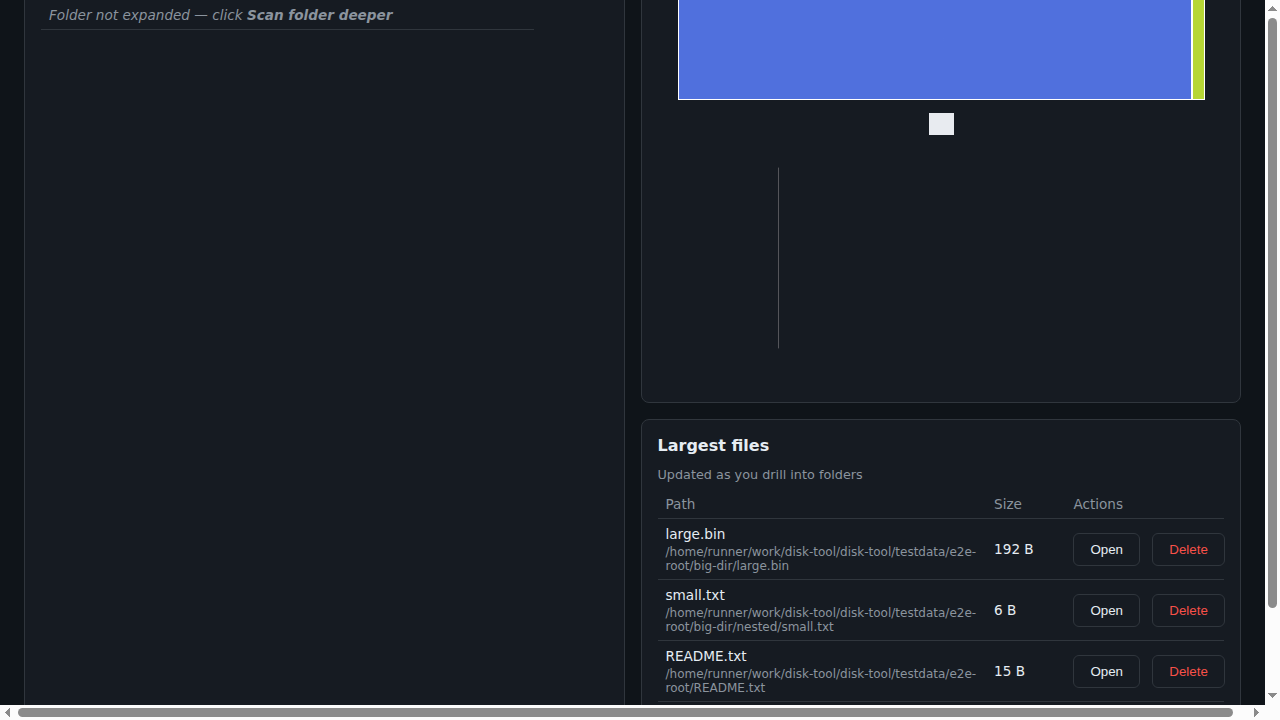 Folder not expanded — click Scan folder deeper
Largest files
Updated as you drill into folders
Path Size Actions
large.bin
/home/runner/work/disk-tool/disk-tool/testdata/e2e-
root/big-dir/large.bin
192 B Open Delete
small.txt
/home/runner/work/disk-tool/disk-tool/testdata/e2e-
root/big-dir/nested/small.txt
6 B Open Delete
README.txt
/home/runner/work/disk-tool/disk-tool/testdata/e2e-
root/README.txt
15 B Open Delete